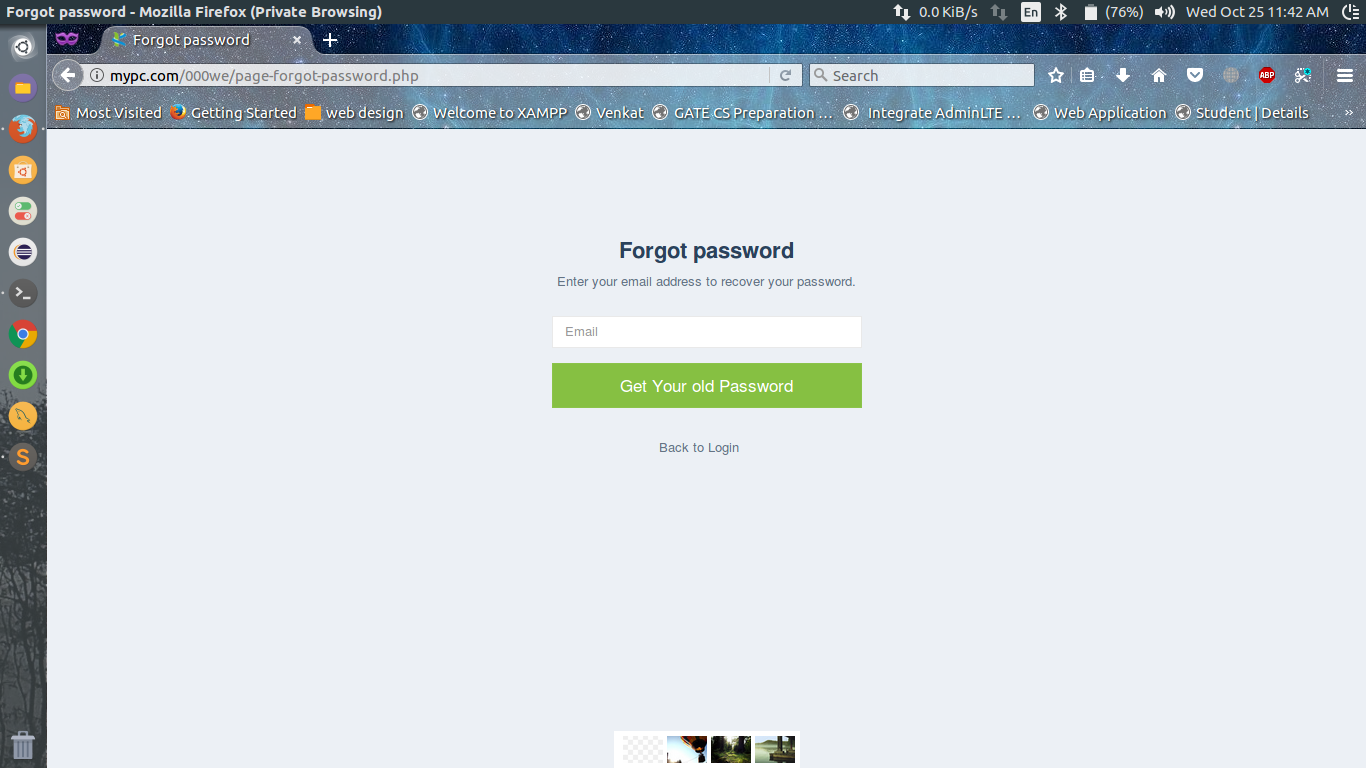 Forgot password - Mozilla Firefox (Private Browsing)
0.0 KiB/s
En
(76%)
Wed Oct 25 11:42 AM
Forgot password
mypc.com/000we/page-forgot-password.php
Search
ABP
Most Visited
Getting Started
web design
Welcome to XAMPP
Venkat
GATE CS Preparation ...
Integrate AdminLTE ...
Web Application
Student | Details
»
Forgot password
Enter your email address to recover your password.
Email
Get Your old Password
Back to Login
S